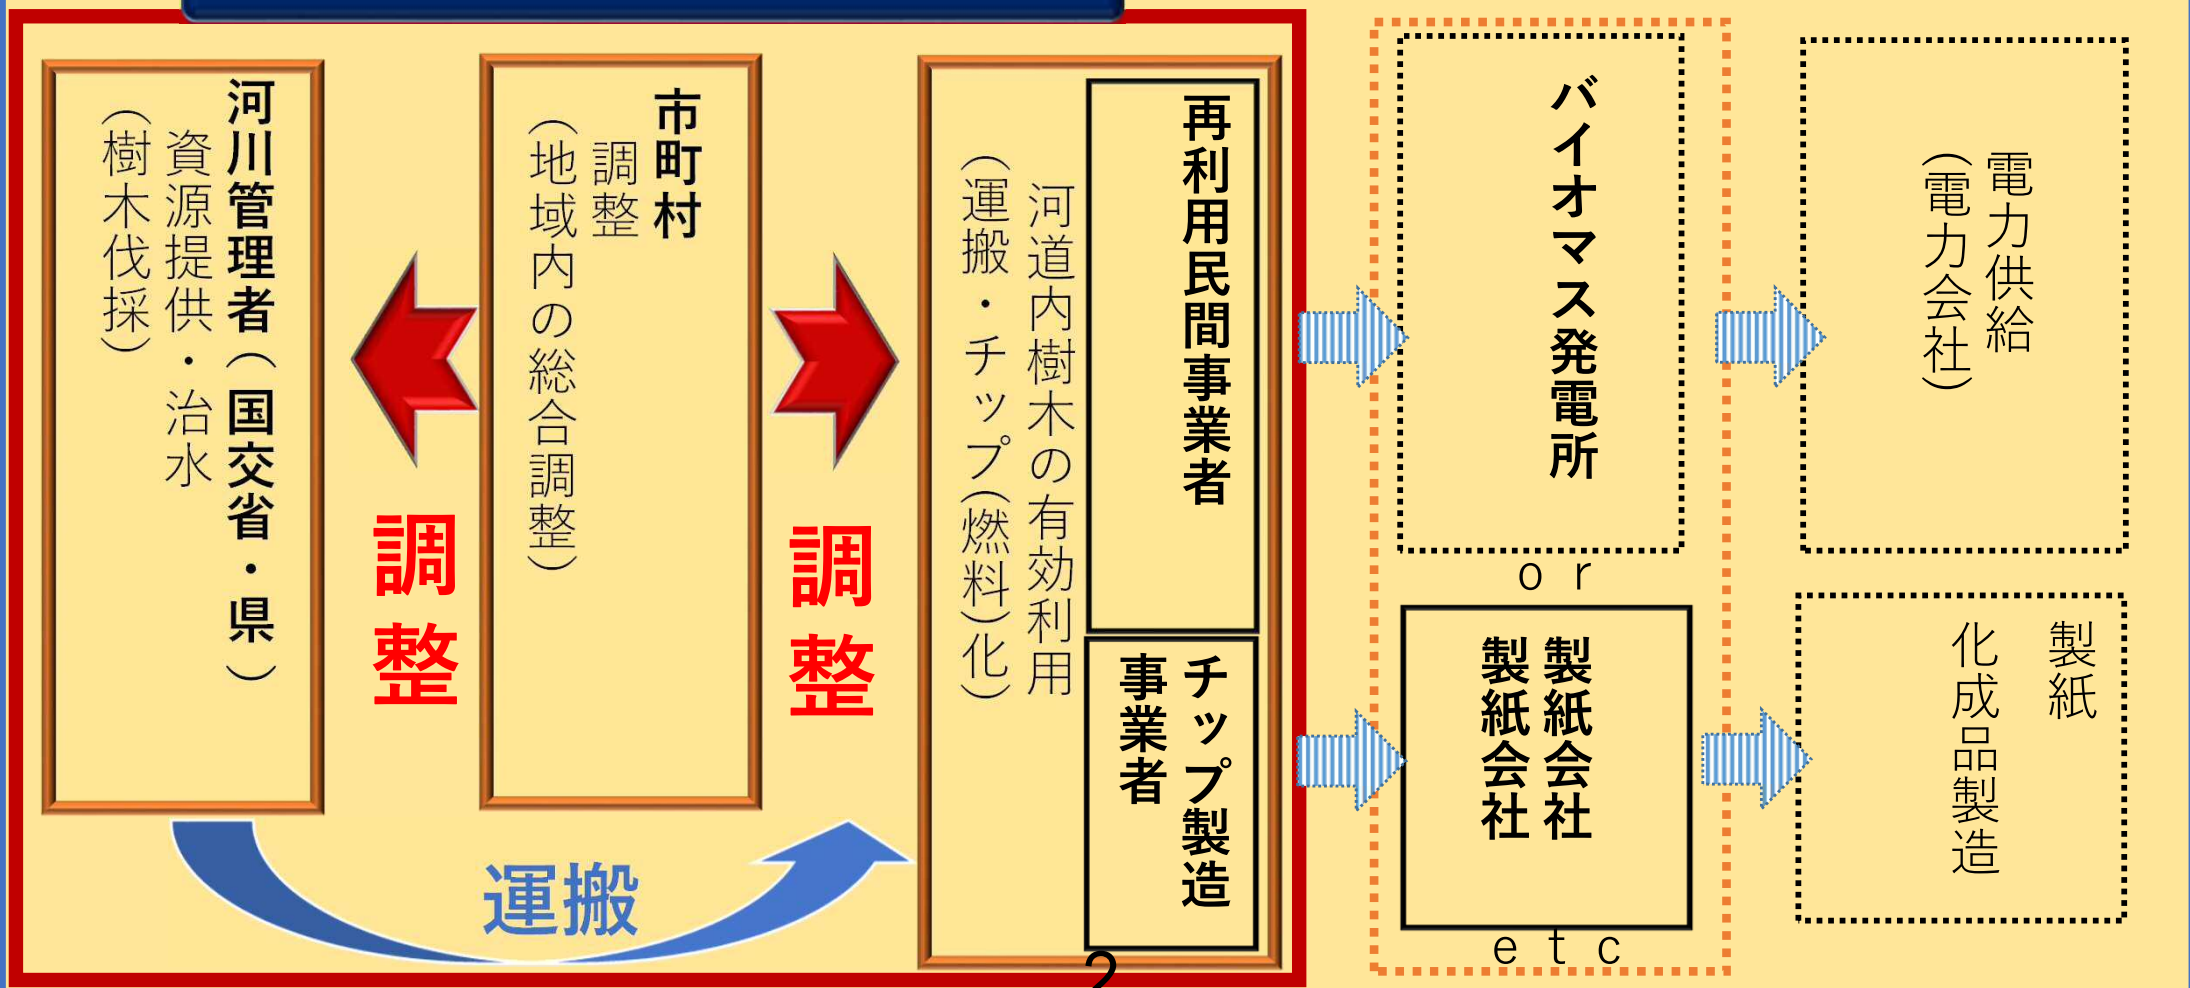 河川管理者（国交省・県）
資源提供・治水
（樹木伐採）
調整
市町村
調整
（地域内の総合調整）
調整
再利用民間事業者
チップ製造
事業者
河道内樹木の有効利用
（運搬・チップ（燃料）化）
運搬
バイオマス発電所
or
製紙会社
製紙会社
etc
電力供給
（電力会社）
製紙
化成品製造
2